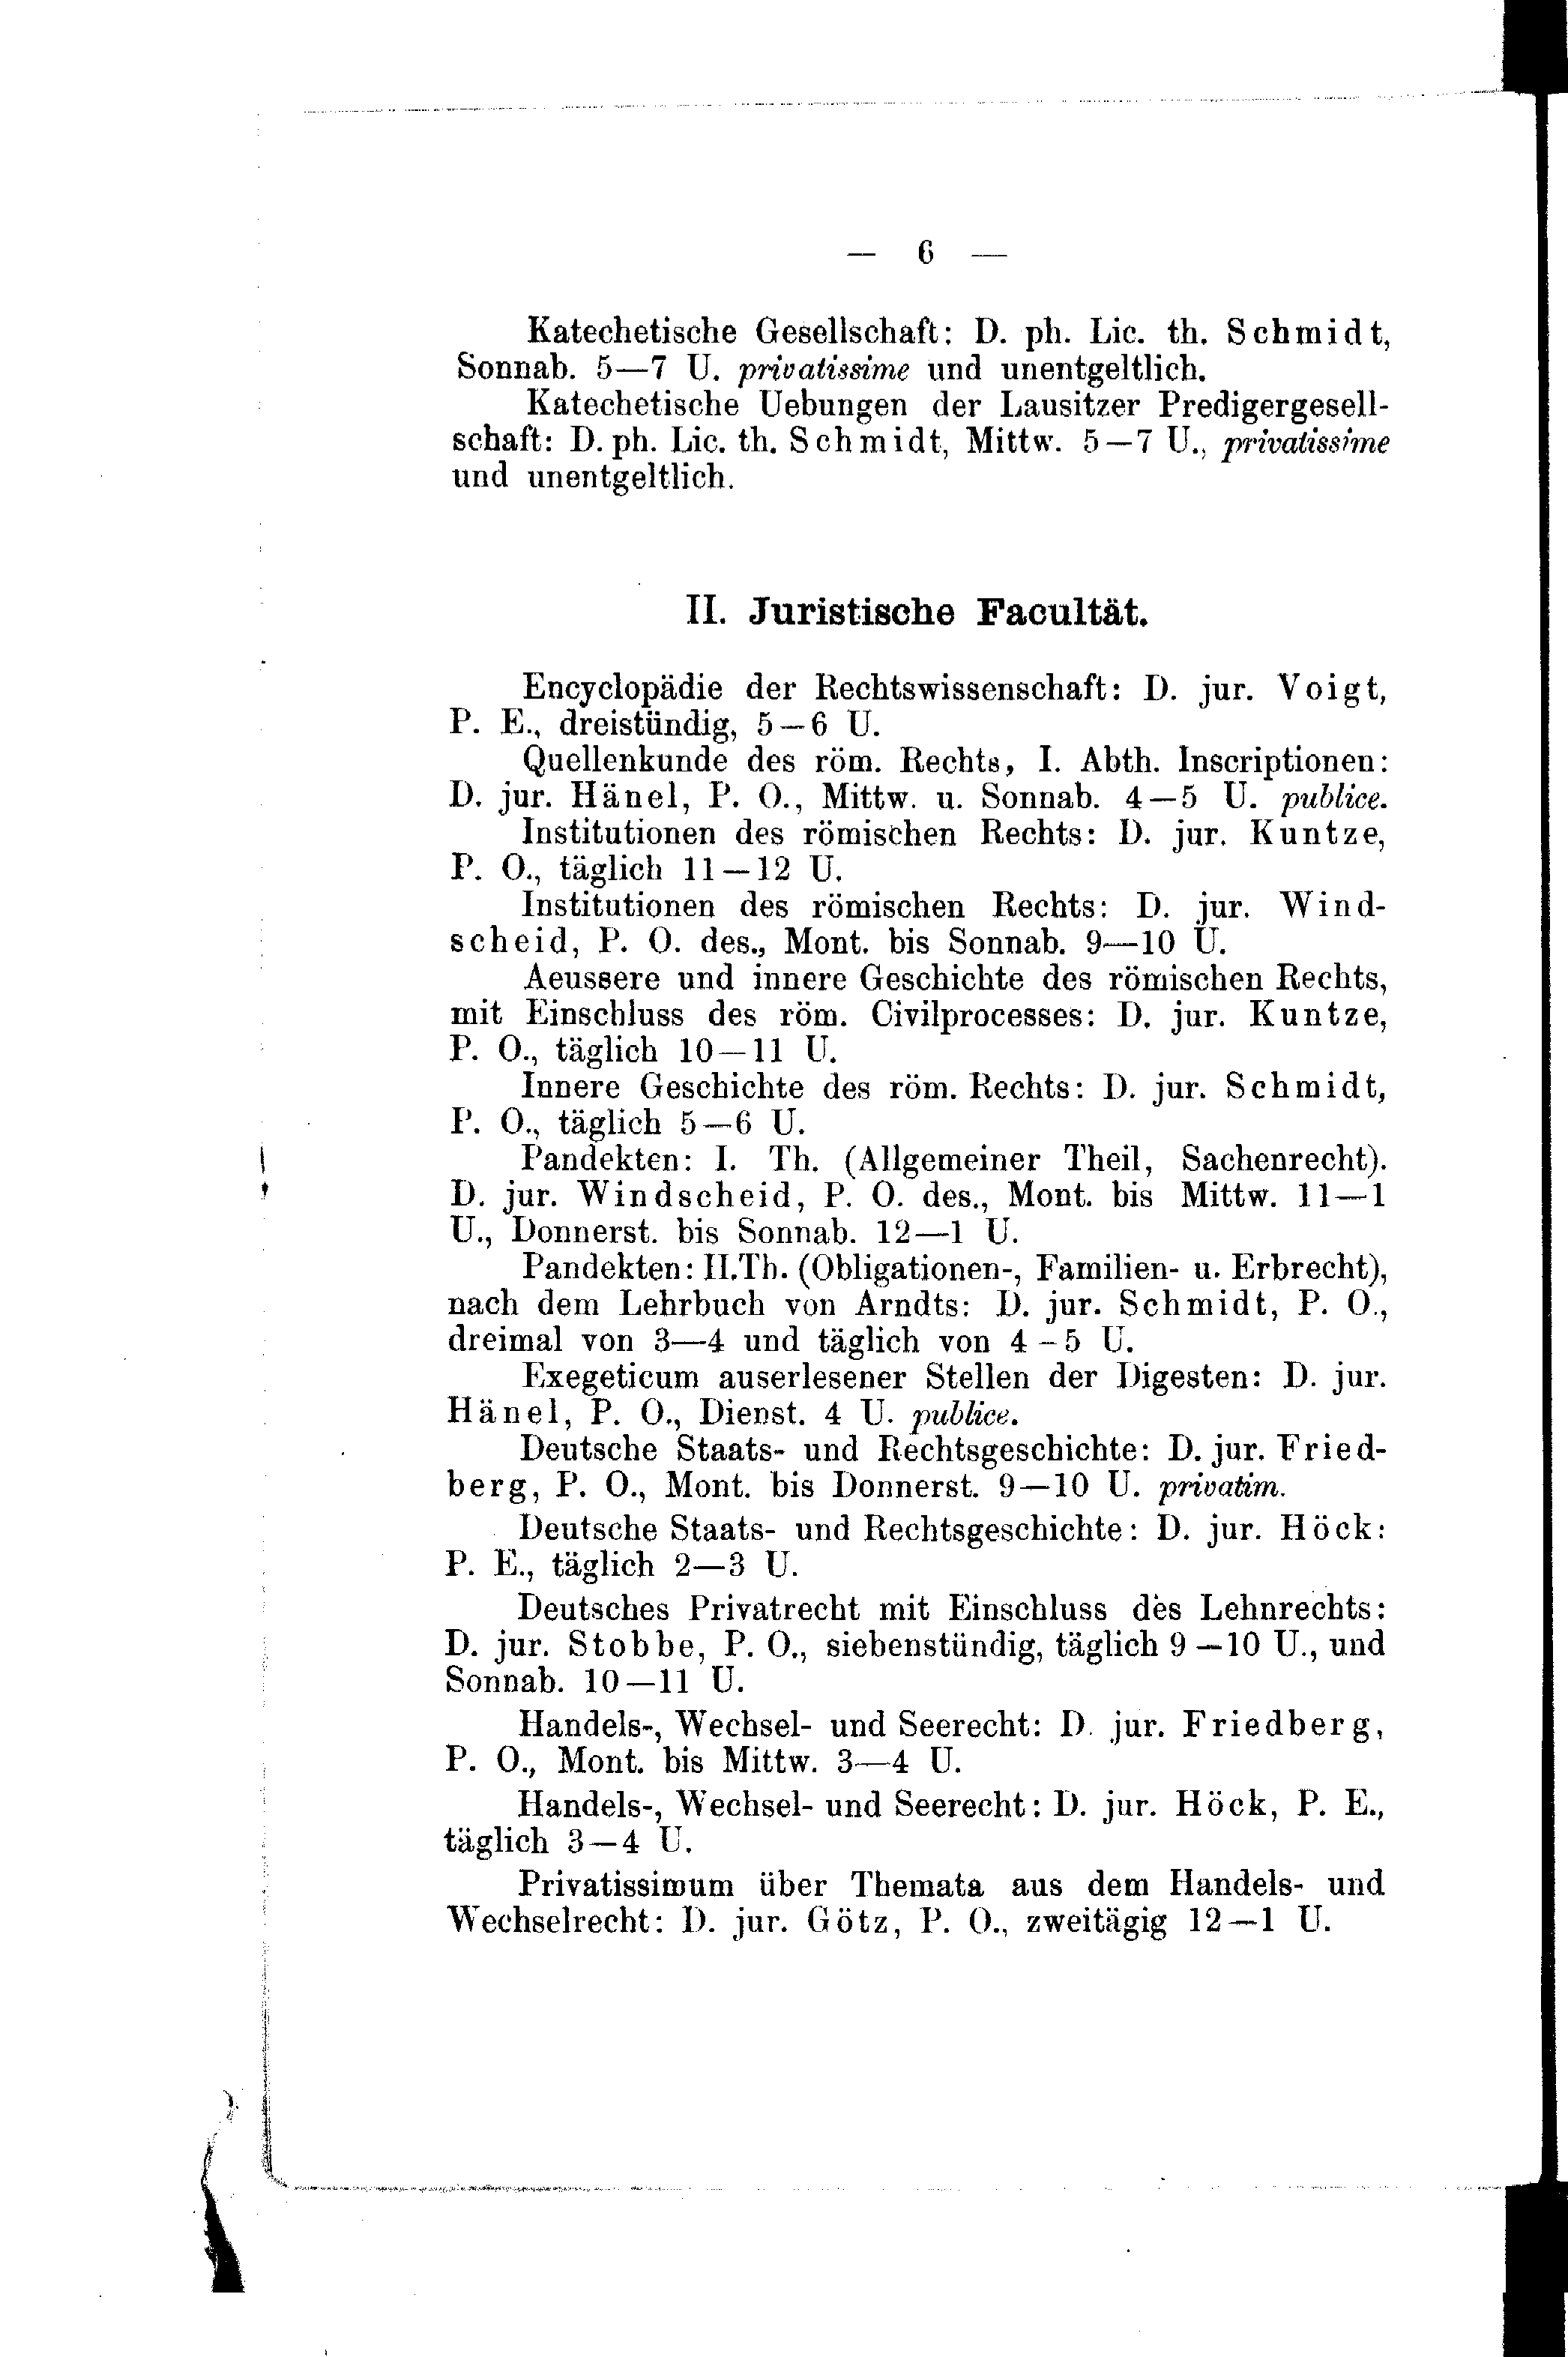 — 6 —
Katechetische Gesellschaft: D. ph. Lic. th. Schmidt,
Sonnab. 5—7 U. privatissime und unentgeltlich.
Katechetische Uebungen der Lausitzer Predigergesell-
schaft: D. ph. Lic. th. Schmidt, Mittw. 5—7 U., privatissime
und unentgeltlich.
II. Juristische Facultät.
Encyclopädie der Rechtswissenschaft: D. jur. Voigt,
P. E., dreistündig, 5—6 U.
Quellenkunde des röm. Rechts, I. Abth. Inscriptionen:
D. jur. Hänel, P. O., Mittw. u. Sonnab. 4—5 U. publice.
Institutionen des römischen Rechts: D. jur. Kuntze,
P. O., täglich 11—12 U.
Institutionen des römischen Rechts: D. jur. Wind-
scheid, P. O. des., Mont. bis Sonnab. 9—10 U.
Aeussere und innere Geschichte des römischen Rechts,
mit Einschluss des röm. Civilprocesses: D. jur. Kuntze,
P. O., täglich 10—11 U.
Innere Geschichte des röm. Rechts: D. jur. Schmidt,
P. O., täglich 5—6 U.
Pandekten: I. Th. (Allgemeiner Theil, Sachenrecht).
D. jur. Windscheid, P. O. des., Mont. bis Mittw. 11—1
U., Donnerst. bis Sonnab. 12—1 U.
Pandekten: II.Th. (Obligationen-, Familien- u. Erbrecht),
nach dem Lehrbuch von Arndts: D. jur. Schmidt, P. O.,
dreimal von 3—4 und täglich von 4–5 U.
Exegeticum auserlesener Stellen der Digesten: D. jur.
Hänel, P. O., Dienst. 4 U. publice.
Deutsche Staats- und Rechtsgeschichte: D. jur. Fried-
berg, P. O., Mont. bis Donnerst. 9—10 U. privatim.
Deutsche Staats- und Rechtsgeschichte: D. jur. Höck:
P. E., täglich 2—3 U.
Deutsches Privatrecht mit Einschluss des Lehnrechts:
D. jur. Stobbe, P. O., siebenstündig, täglich 9—10 U., und
Sonnab. 10—11 U.
Handels-, Wechsel- und Seerecht: D. jur. Friedberg,
P. O., Mont. bis Mittw. 3—4 U.
Handels-, Wechsel- und Seerecht: D. jur. Höck, P. E.,
täglich 3—4 U.
Privatissimum über Themata aus dem Handels- und
Wechselrecht: D. jur. Götz, P. O., zweitägig 12—1 U.